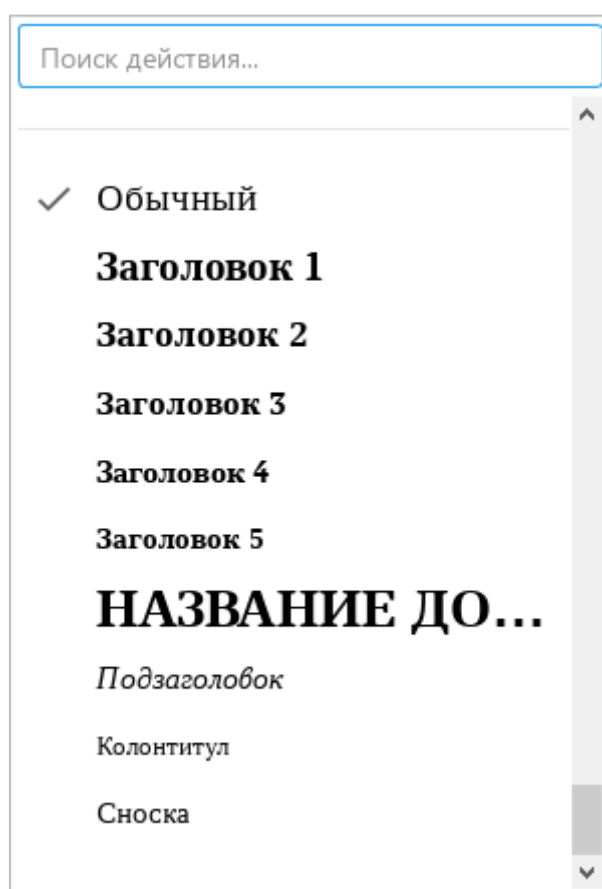 Поиск действия...
Обычный
Заголовок 1
Заголовок 2
Заголовок 3
Заголовок 4
Заголовок 5
НАЗВАНИЕ ДО...
Подзаголовок
Колонтитул
Сноска